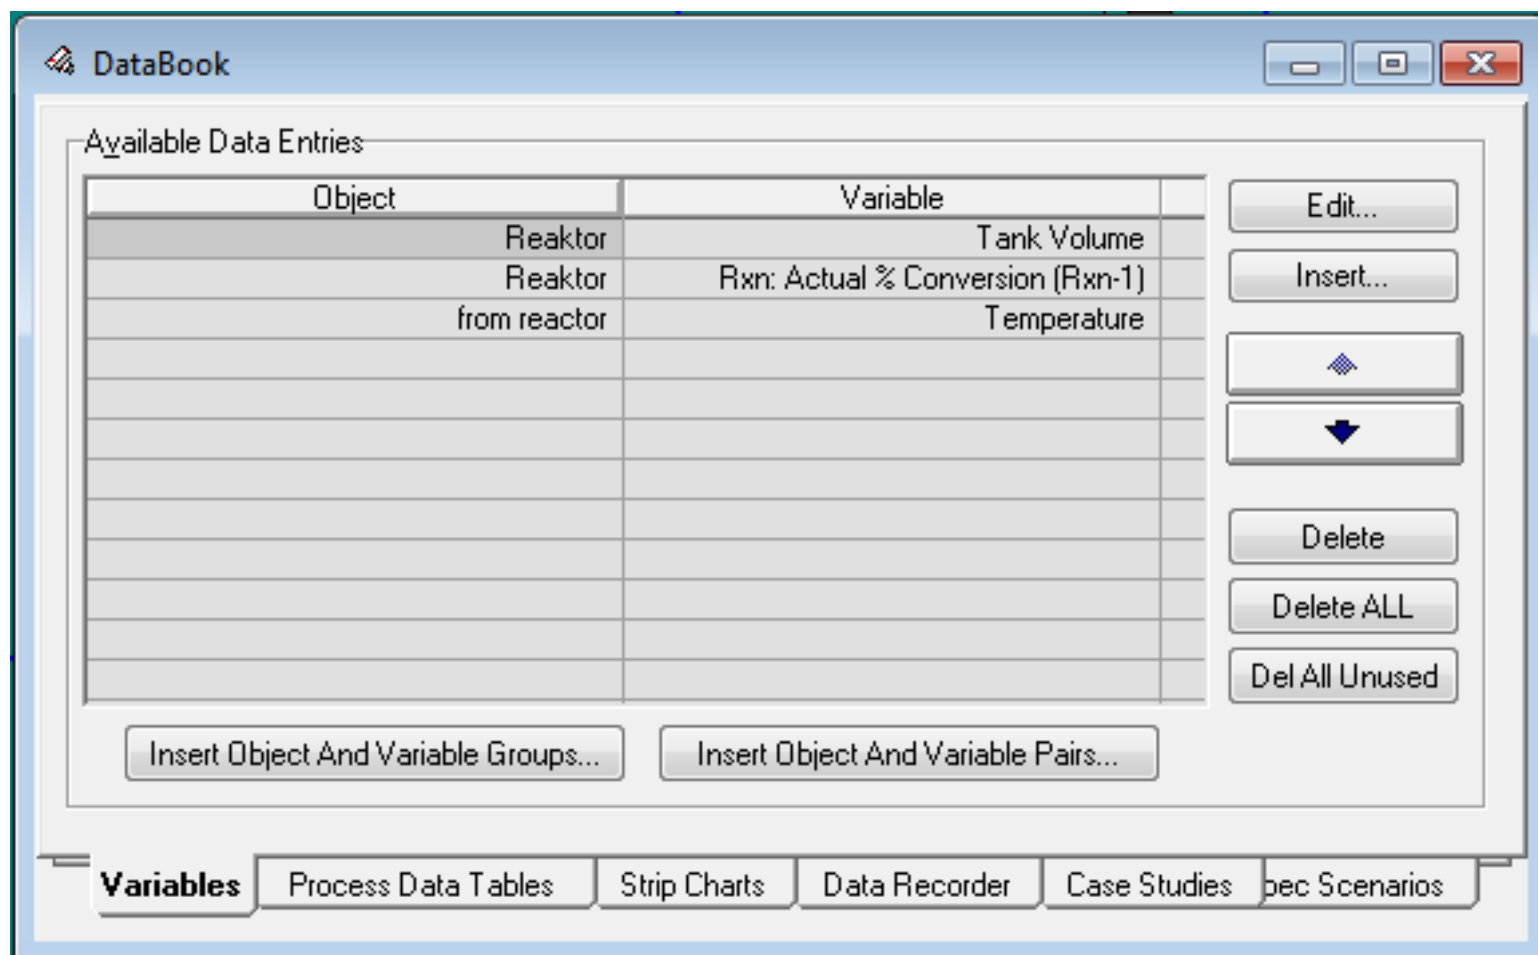 DataBook
Available Data Entries
Object Variable
Reaktor Tank Volume
Reaktor Rxn: Actual % Conversion (Rxn-1)
from reactor Temperature
Edit...
Insert...
Delete
Delete ALL
Del All Unused
Insert Object And Variable Groups... Insert Object And Variable Pairs...
Variables Process Data Tables Strip Charts Data Recorder Case Studies Scenarios